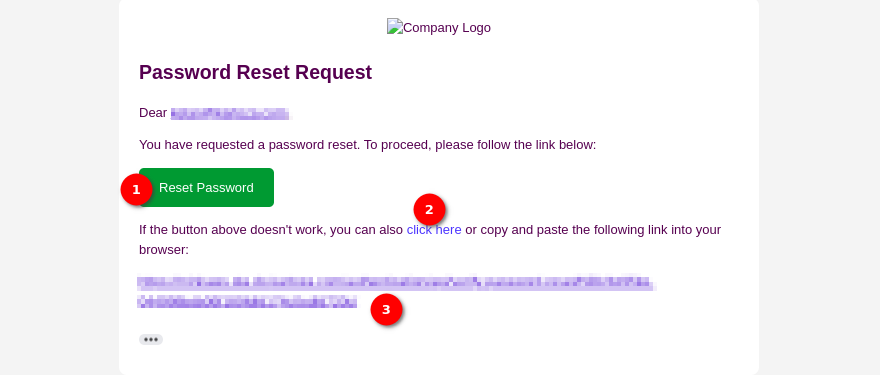 Company Logo
Password Reset Request
Dear
You have requested a password reset. To proceed, please follow the link below:
1 Reset Password
2
If the button above doesn't work, you can also click here or copy and paste the following link into your
browser:
3